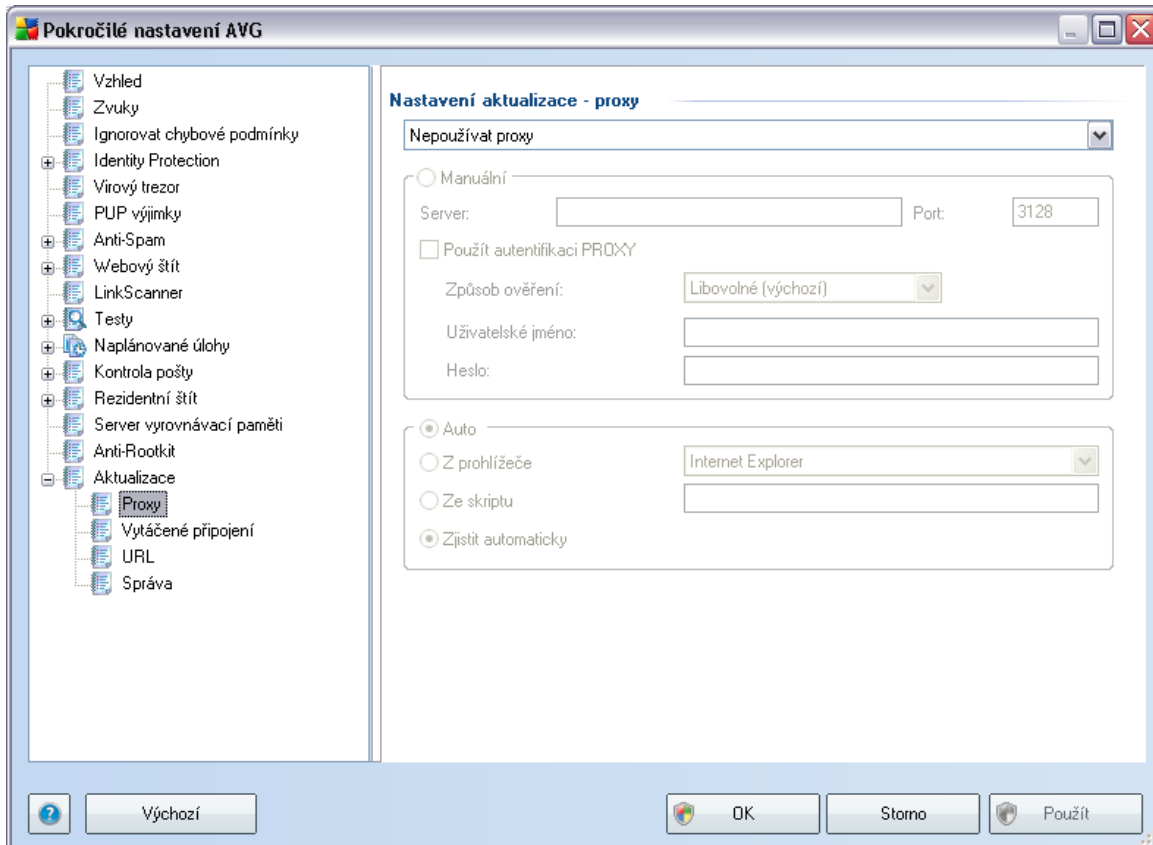 Pokročilé nastavení AVG
Vzhled
Zvuky
Ignorovat chybové podmínky
Identity Protection
Virový trezor
PUP výjimky
Anti-Spam
Webový štít
LinkScanner
Testy
Naplánované úlohy
Kontrola pošty
Rezidentní štít
Server vyrovnávací paměti
Anti-Rootkit
Aktualizace
Proxy
Vytáčené připojení
URL
Správa
Nastavení aktualizace - proxy
Nepoužívat proxy
Manuální
Server: Port: 3128
Použít autentifikaci PROXY
Způsob ověření: Libovolné (výchozí)
Uživatelské jméno:
Heslo:
Auto
Z prohlížeče Internet Explorer
Ze skriptu
Zjistit automaticky
? Výchozí OK Storno Použít